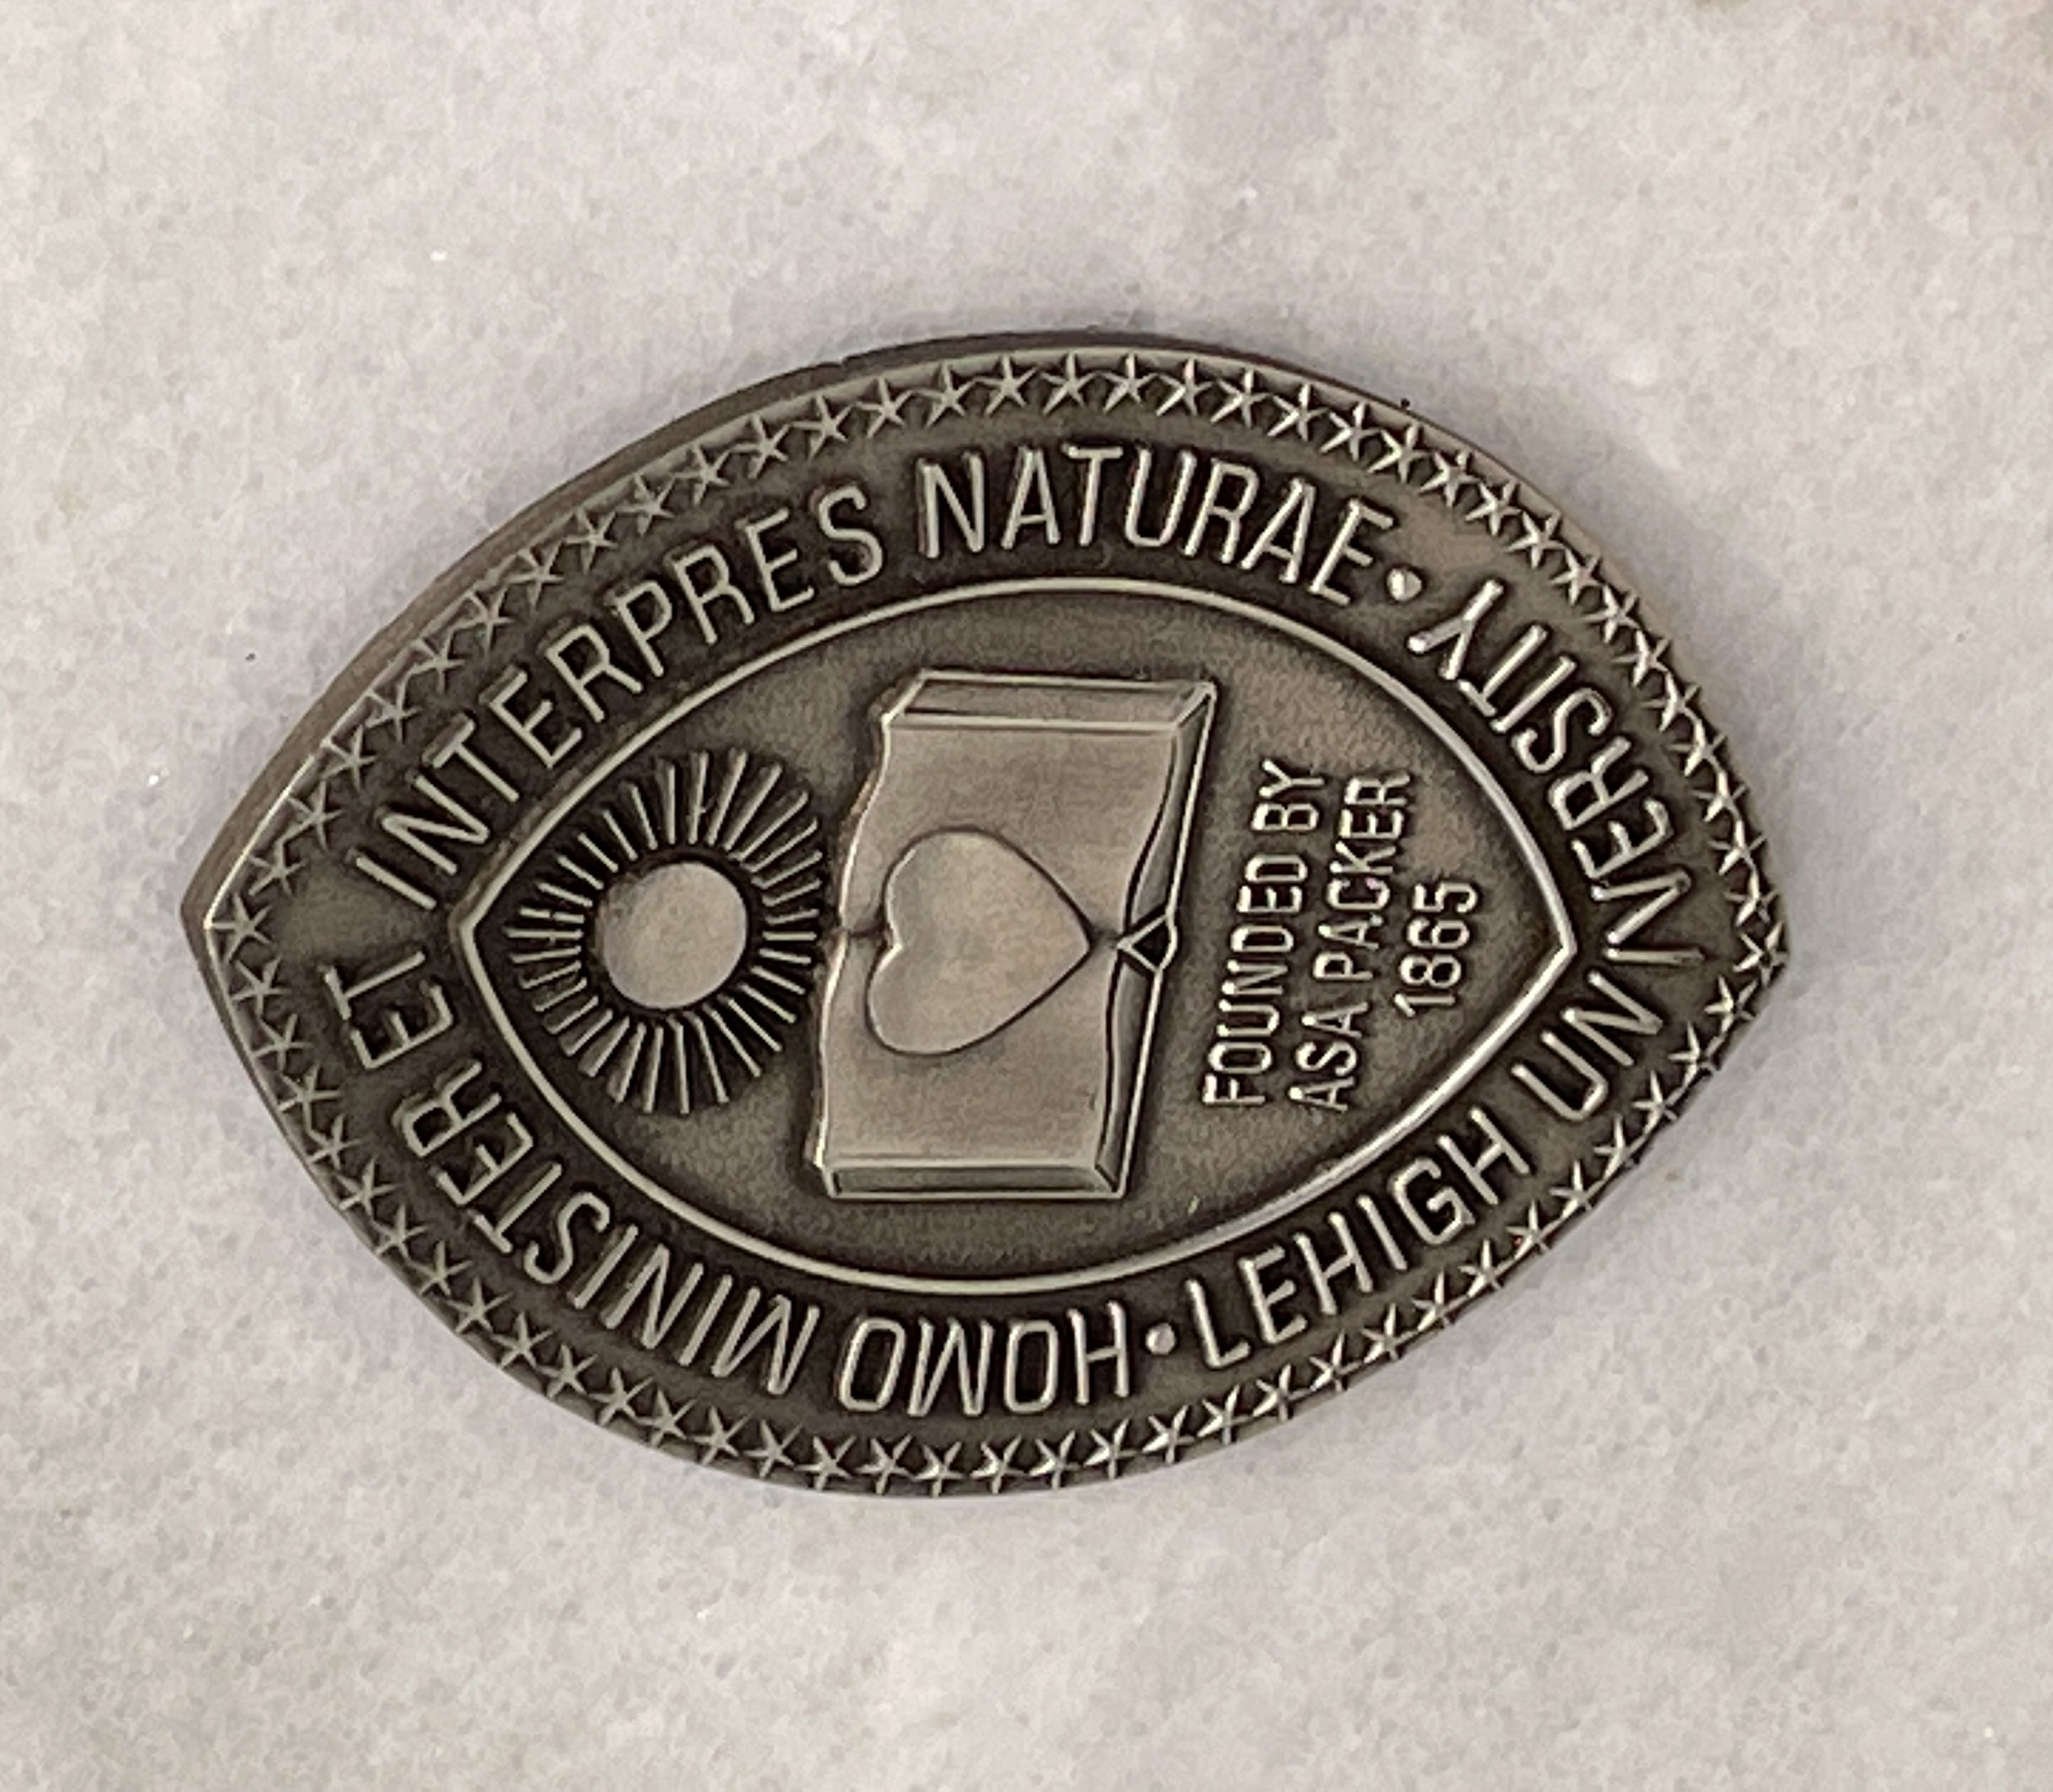 HOMO MINISTER ET INTERPRES NATURAE •
LEHIGH UNIVERSITY •
FOUNDED BY
ASA PACKER
1865